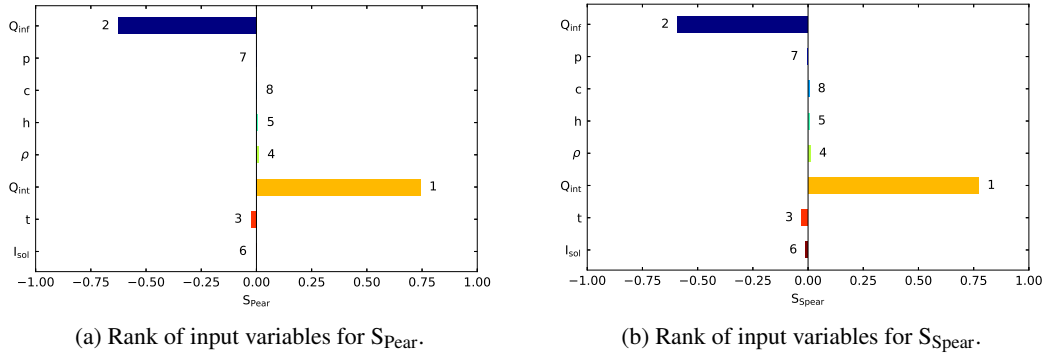 Q_inf
2
p
7
c
8
h
5
ρ
4
Q_int
1
t
3
I_sol
6
−1.00 −0.75 −0.50 −0.25 0.00 0.25 0.50 0.75 1.00
S_Pear
(a) Rank of input variables for S_Pear.
Q_inf
2
p
7
c
8
h
5
ρ
4
Q_int
1
t
3
I_sol
6
−1.00 −0.75 −0.50 −0.25 0.00 0.25 0.50 0.75 1.00
S_Spear
(b) Rank of input variables for S_Spear.